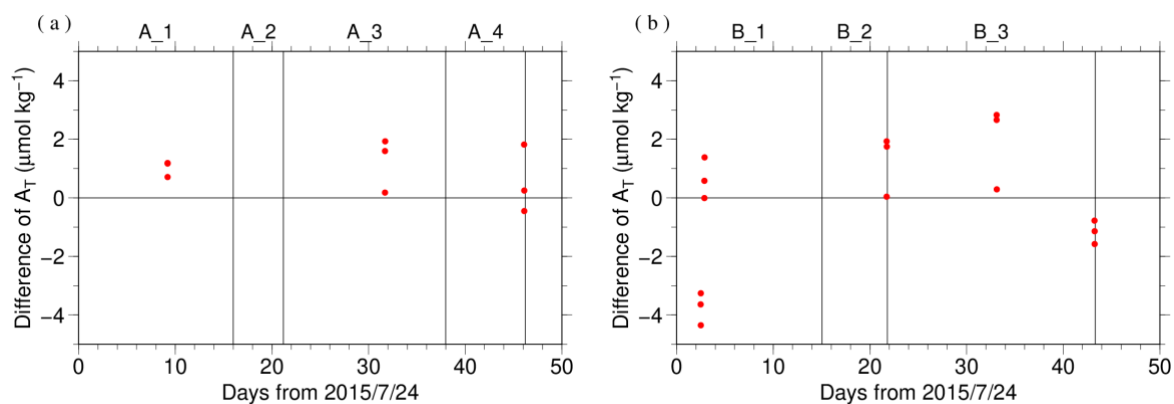 ( a )
A_1 A_2 A_3 A_4
4
2
0
−2
−4
Difference of A_T (μmol kg⁻¹)
0 10 20 30 40 50
Days from 2015/7/24
( b )
B_1 B_2 B_3
4
2
0
−2
−4
Difference of A_T (μmol kg⁻¹)
0 10 20 30 40 50
Days from 2015/7/24